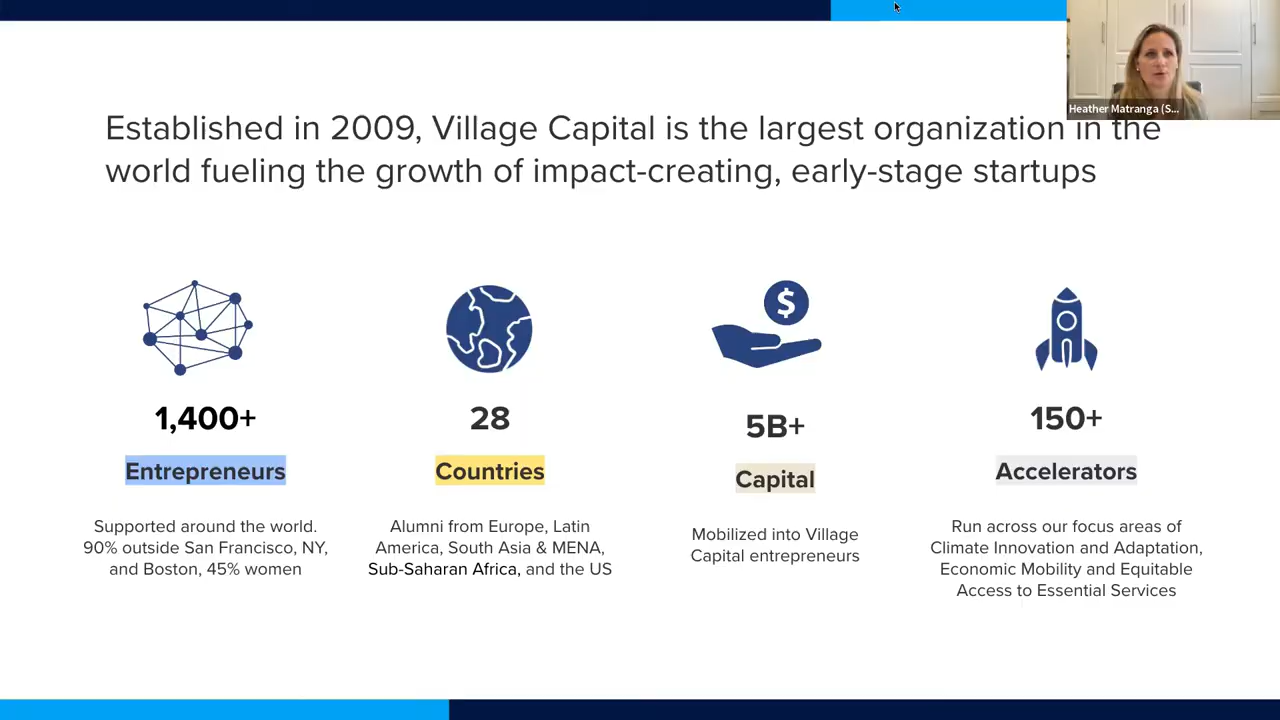 Heather Matranga (S...
Established in 2009, Village Capital is the largest organization in the
world fueling the growth of impact-creating, early-stage startups
$
1,400+
Entrepreneurs
Supported around the world.
90% outside San Francisco, NY,
and Boston, 45% women
28
Countries
Alumni from Europe, Latin
America, South Asia & MENA,
Sub-Saharan Africa, and the US
5B+
Capital
Mobilized into Village
Capital entrepreneurs
150+
Accelerators
Run across our focus areas of
Climate Innovation and Adaptation,
Economic Mobility and Equitable
Access to Essential Services